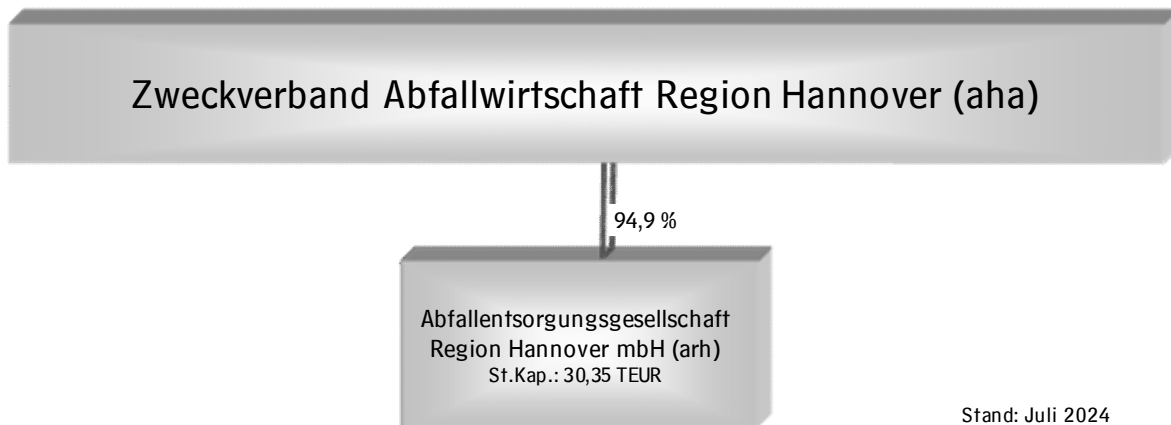 Zweckverband Abfallwirtschaft Region Hannover (aha)
94,9 %
Abfallentsorgungsgesellschaft
Region Hannover mbH (arh)
St.Kap.: 30,35 TEUR
Stand: Juli 2024